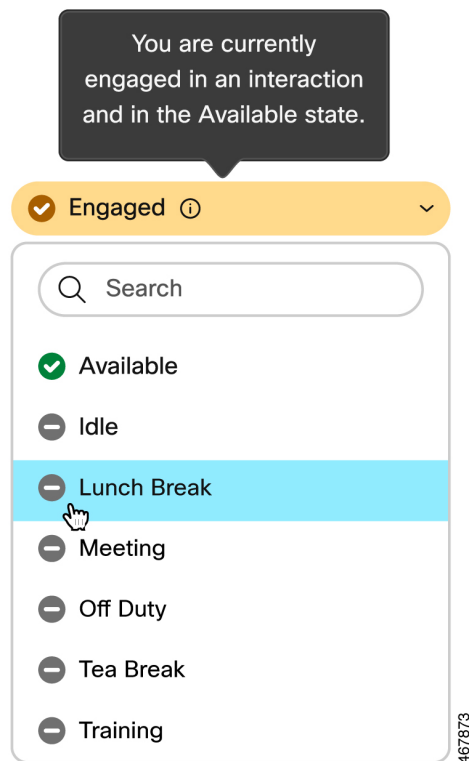 You are currently
engaged in an interaction
and in the Available state.
Engaged
Search
Available
Idle
Lunch Break
Meeting
Off Duty
Tea Break
Training
467873